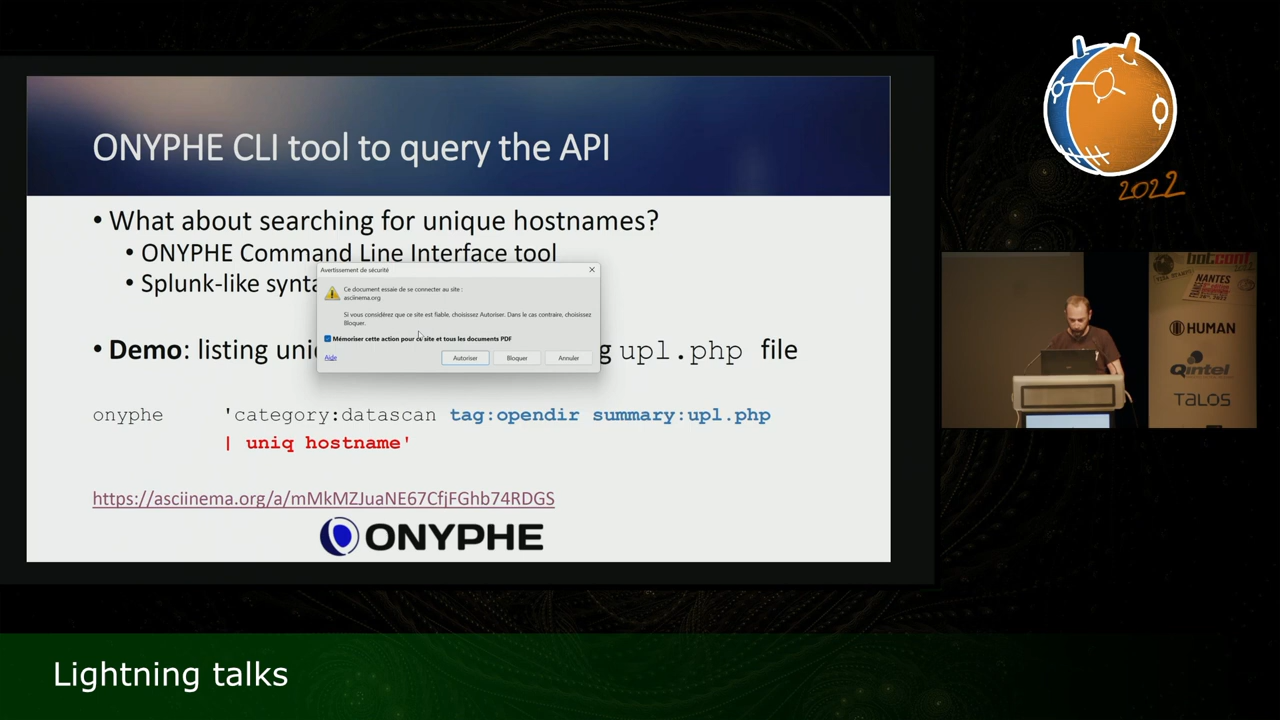 ONYPHE CLI tool to query the API
• What about searching for unique hostnames?
• ONYPHE Command Line Interface tool
• Splunk-like synta
Avertissement de sécurité
Ce document essaie de se connecter au site :
asciinema.org
Si vous considérez que ce site est fiable, choisissez Autoriser. Dans le cas contraire, choisissez
Bloquer.
Mémoriser cette action pour ce site et tous les documents PDF
Aide
Autoriser
Bloquer
Annuler
• Demo: listing uni g upl.php file
onyphe 'category:datascan tag:opendir summary:upl.php
| uniq hostname'
https://asciinema.org/a/mMkMZJuaNE67CfjFGhb74RDGS
ONYPHE
2022
botconf
NANTES
HUMAN
Qintel
TALOS
Lightning talks